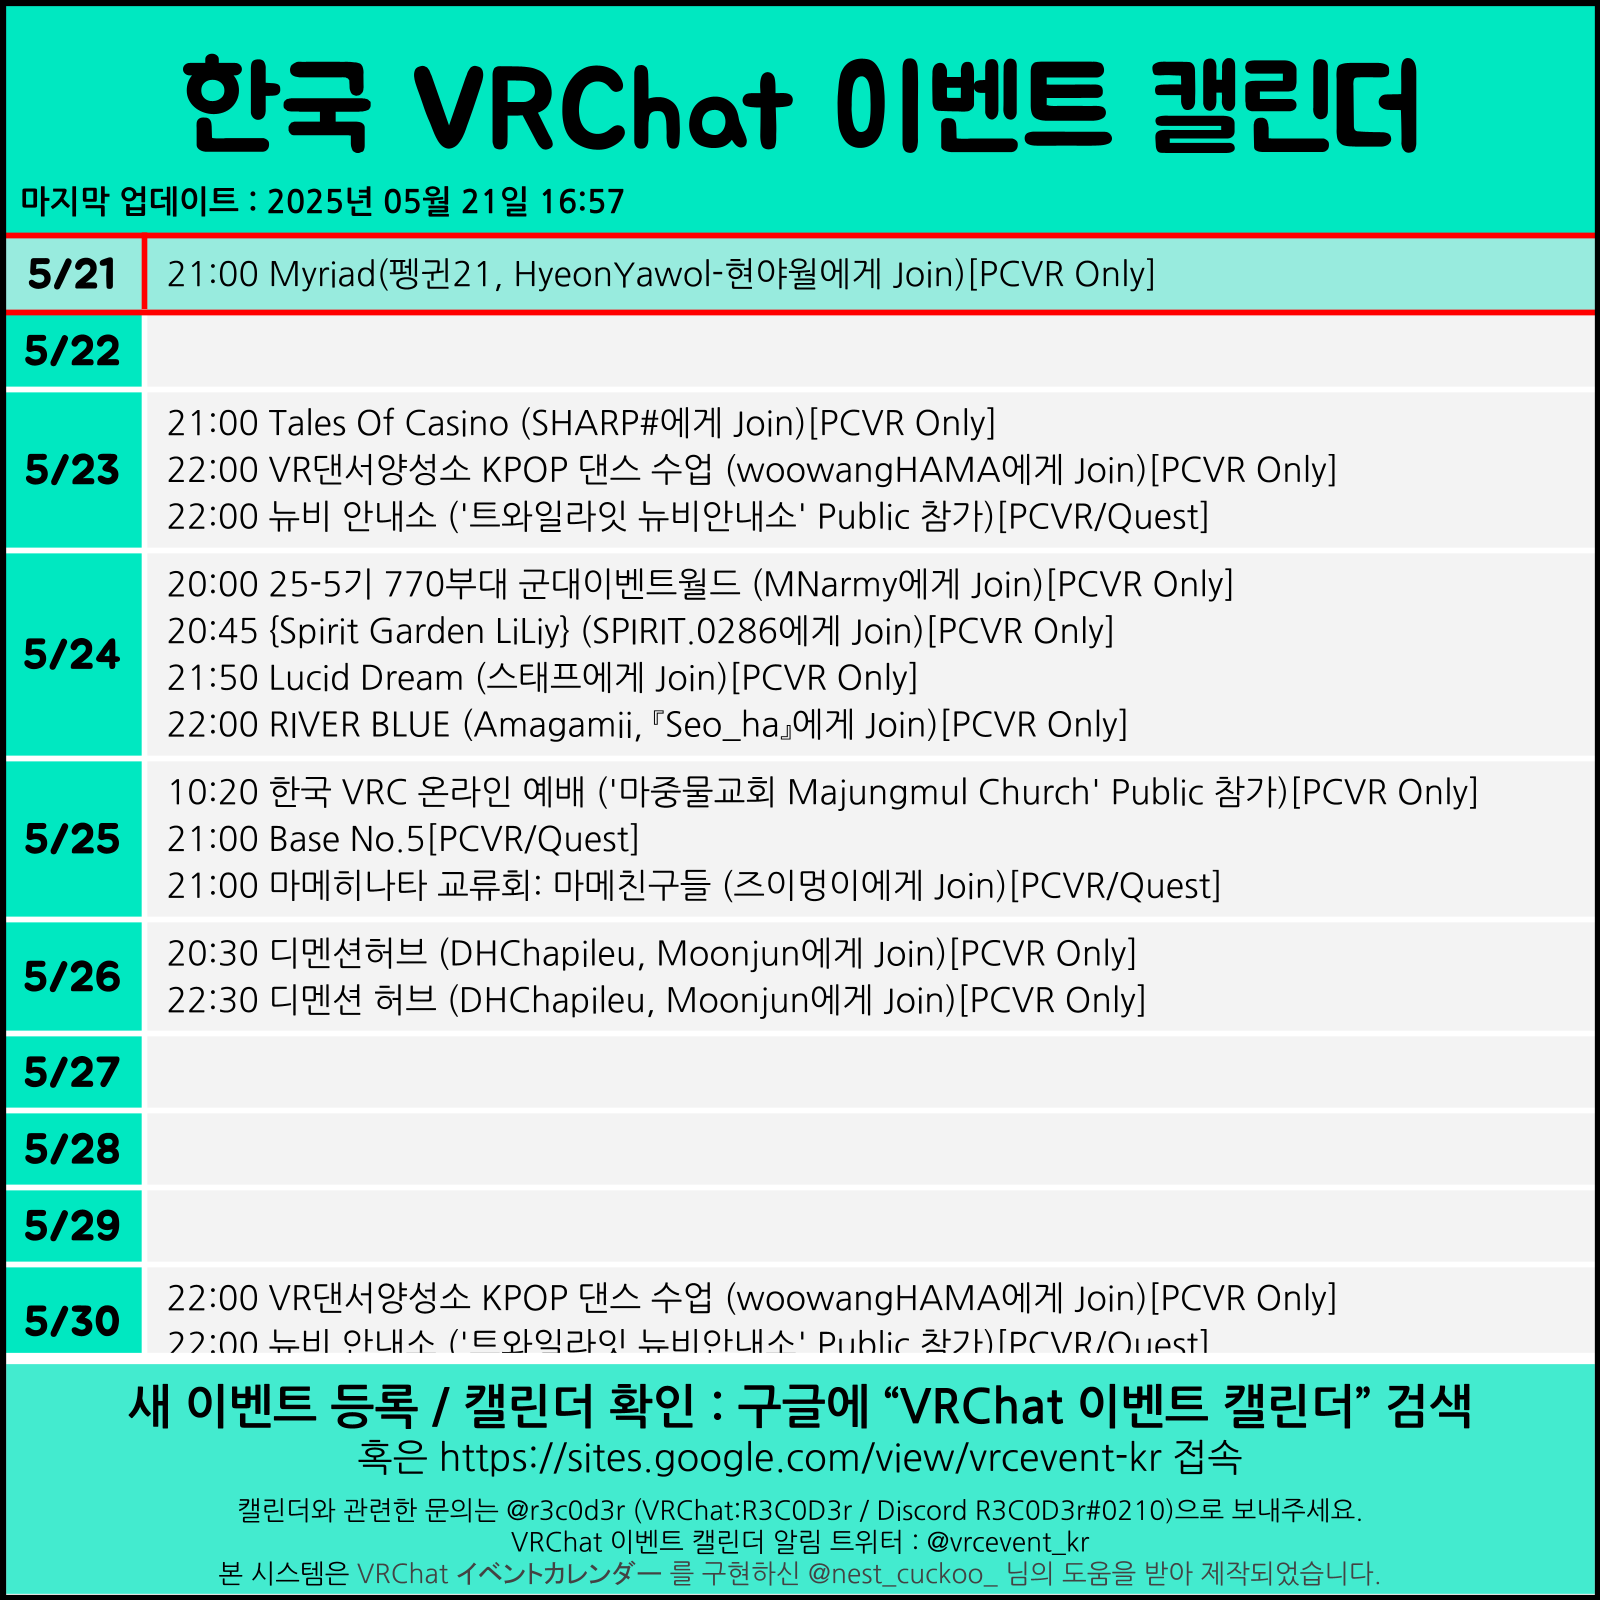 한국 VRChat 이벤트 캘린더
마지막 업데이트 : 2025년 05월 21일 16:57
5/21
21:00 Myriad(펭귄21, HyeonYawol-현야월에게 Join)[PCVR Only]
5/22
5/23
21:00 Tales Of Casino (SHARP#에게 Join)[PCVR Only]
22:00 VR댄서양성소 KPOP 댄스 수업 (woowangHAMA에게 Join)[PCVR Only]
22:00 뉴비 안내소 ('트와일라잇 뉴비안내소' Public 참가)[PCVR/Quest]
5/24
20:00 25-5기 770부대 군대이벤트월드 (MNarmy에게 Join)[PCVR Only]
20:45 {Spirit Garden LiLiy} (SPIRIT.0286에게 Join)[PCVR Only]
21:50 Lucid Dream (스태프에게 Join)[PCVR Only]
22:00 RIVER BLUE (Amagamii,『Seo_ha』에게 Join)[PCVR Only]
5/25
10:20 한국 VRC 온라인 예배 ('마중물교회 Majungmul Church' Public 참가)[PCVR Only]
21:00 Base No.5[PCVR/Quest]
21:00 마메히나타 교류회: 마메친구들 (즈이멍이에게 Join)[PCVR/Quest]
5/26
20:30 디멘션허브 (DHChapileu, Moonjun에게 Join)[PCVR Only]
22:30 디멘션 허브 (DHChapileu, Moonjun에게 Join)[PCVR Only]
5/27
5/28
5/29
5/30
22:00 VR댄서양성소 KPOP 댄스 수업 (woowangHAMA에게 Join)[PCVR Only]
22:00 뉴비 안내소 ('트와일라잇 뉴비안내소' Public 참가)[PCVR/Quest]
새 이벤트 등록 / 캘린더 확인 : 구글에 “VRChat 이벤트 캘린더” 검색
혹은 https://sites.google.com/view/vrcevent-kr 접속
캘린더와 관련한 문의는 @r3c0d3r (VRChat:R3C0D3r / Discord R3C0D3r#0210)으로 보내주세요.
VRChat 이벤트 캘린더 알림 트위터 : @vrcevent_kr
본 시스템은 VRChat イベントカレンダー 를 구현하신 @nest_cuckoo_ 님의 도움을 받아 제작되었습니다.